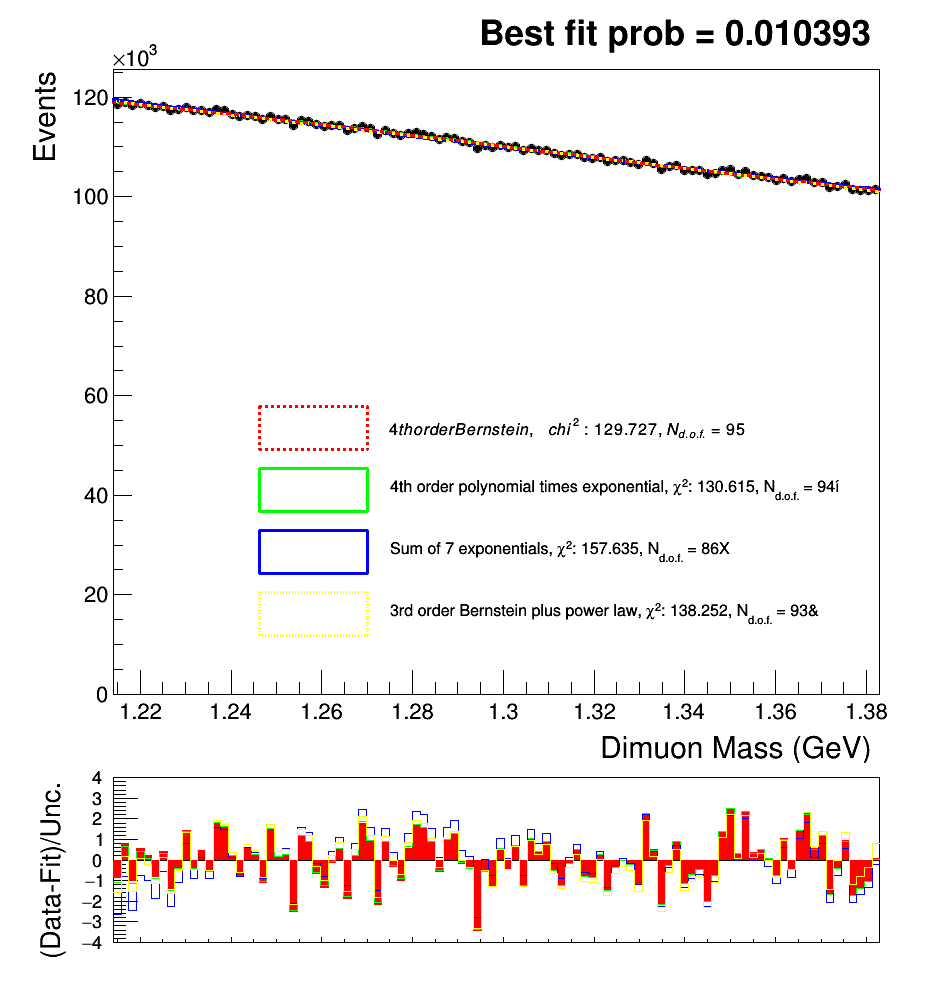 Best fit prob = 0.010393
×10³
Events
120
100
80
60
40
20
0
4thorderBernstein, chi² : 129.727, N_d.o.f. = 95
4th order polynomial times exponential, χ²: 130.615, N_d.o.f. = 94í
Sum of 7 exponentials, χ²: 157.635, N_d.o.f. = 86X
3rd order Bernstein plus power law, χ²: 138.252, N_d.o.f. = 93&
1.22 1.24 1.26 1.28 1.3 1.32 1.34 1.36 1.38
Dimuon Mass (GeV)
(Data-Fit)/Unc.
4
3
2
1
0
−1
−2
−3
−4